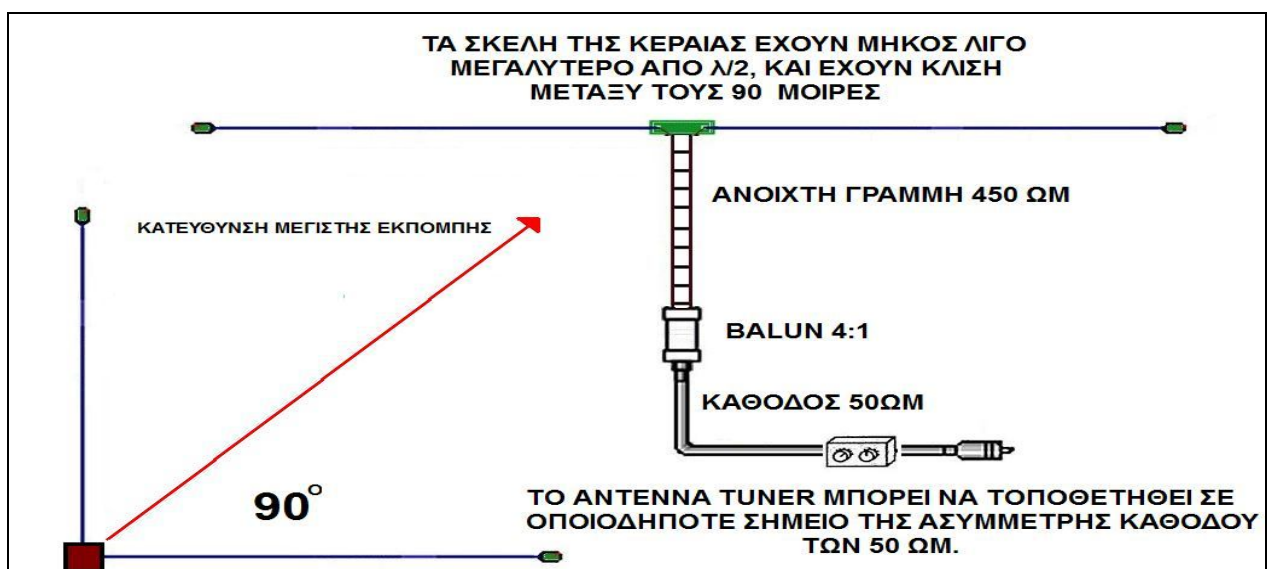 ΤΑ ΣΚΕΛΗ ΤΗΣ ΚΕΡΑΙΑΣ ΕΧΟΥΝ ΜΗΚΟΣ ΛΙΓΟ
ΜΕΓΑΛΥΤΕΡΟ ΑΠΟ λ/2, ΚΑΙ ΕΧΟΥΝ ΚΛΙΣΗ
ΜΕΤΑΞΥ ΤΟΥΣ 90 ΜΟΙΡΕΣ
ΑΝΟΙΧΤΗ ΓΡΑΜΜΗ 450 ΩΜ
ΚΑΤΕΥΘΥΝΣΗ ΜΕΓΙΣΤΗΣ ΕΚΠΟΜΠΗΣ
BALUN 4:1
ΚΑΘΟΔΟΣ 50ΩΜ
90°
ΤΟ ANTENNA TUNER ΜΠΟΡΕΙ ΝΑ ΤΟΠΟΘΕΤΗΘΕΙ ΣΕ
ΟΠΟΙΟΔΗΠΟΤΕ ΣΗΜΕΙΟ ΤΗΣ ΑΣΥΜΜΕΤΡΗΣ ΚΑΘΟΔΟΥ
ΤΩΝ 50 ΩΜ.